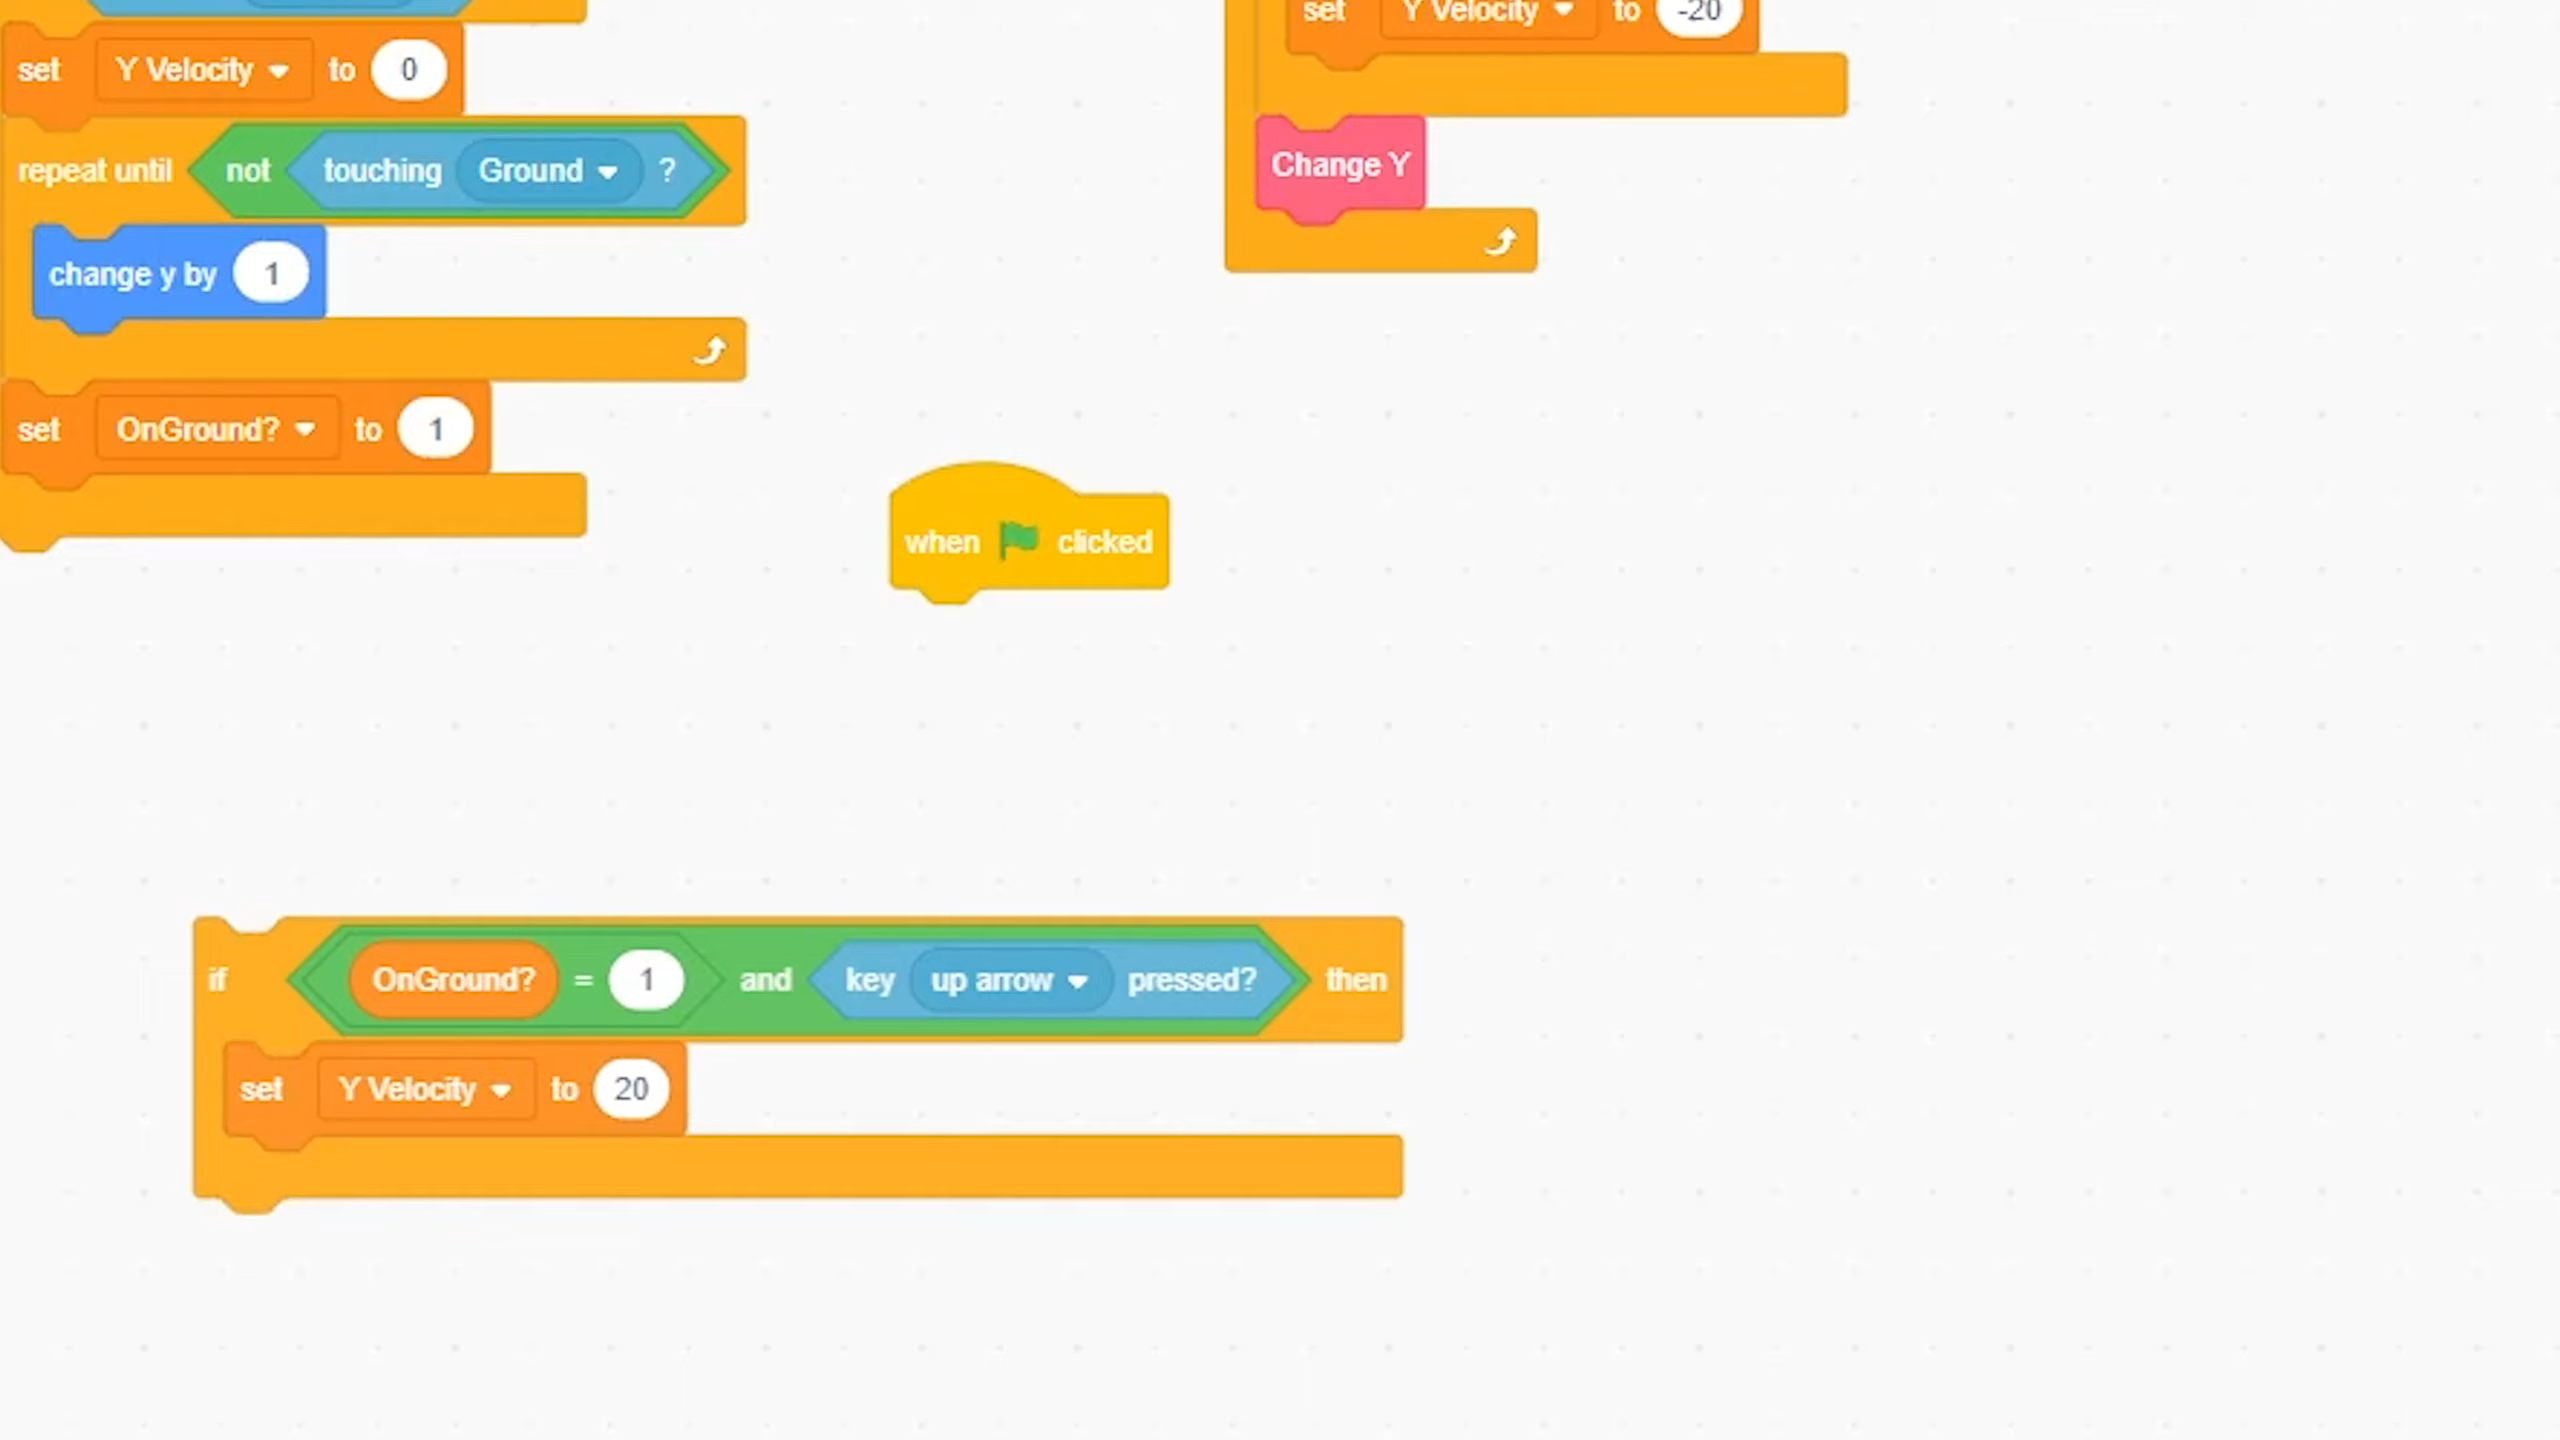 set Y Velocity to 0
repeat until not touching Ground ?
change y by 1
set OnGround? to 1
set Y Velocity to -20
Change Y
when clicked
if OnGround? = 1 and key up arrow pressed? then
set Y Velocity to 20